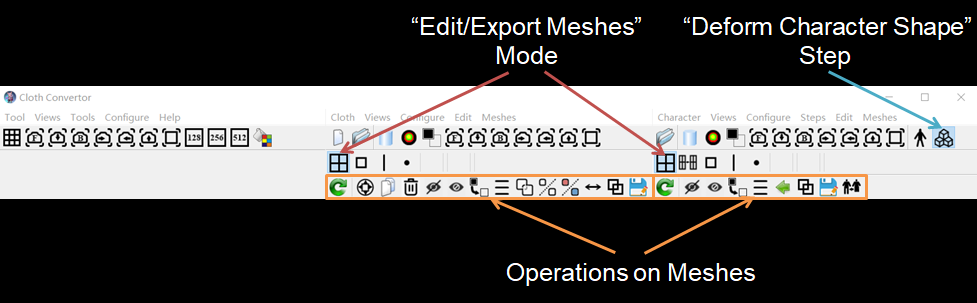 “Edit/Export Meshes”
Mode
“Deform Character Shape”
Step
Cloth Convertor
Tool Views Tools Configure Help
Cloth Views Configure Edit Meshes
Character Views Configure Steps Edit Meshes
F B 128 256 512
F B
F B
Operations on Meshes